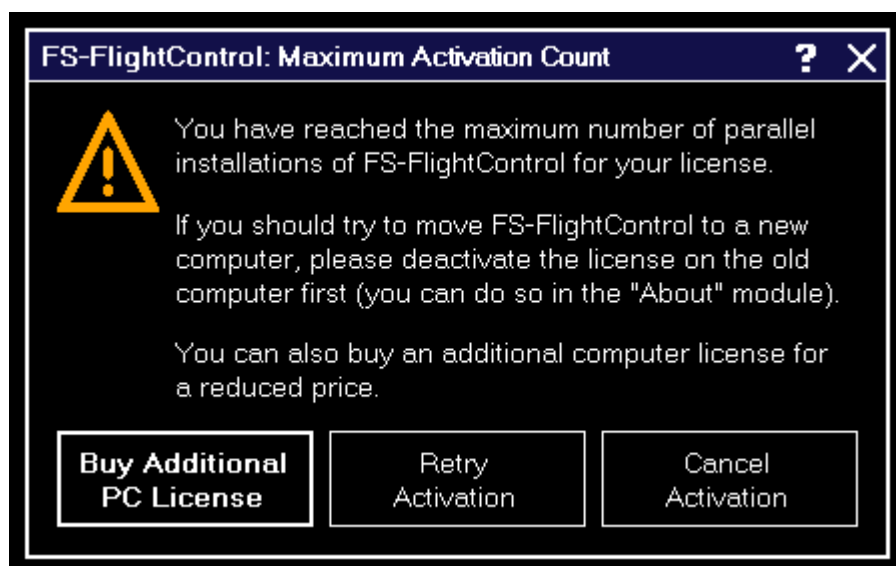 FS-FlightControl: Maximum Activation Count ? X
You have reached the maximum number of parallel
installations of FS-FlightControl for your license.
If you should try to move FS-FlightControl to a new
computer, please deactivate the license on the old
computer first (you can do so in the "About" module).
You can also buy an additional computer license for
a reduced price.
Buy Additional
PC License
Retry
Activation
Cancel
Activation